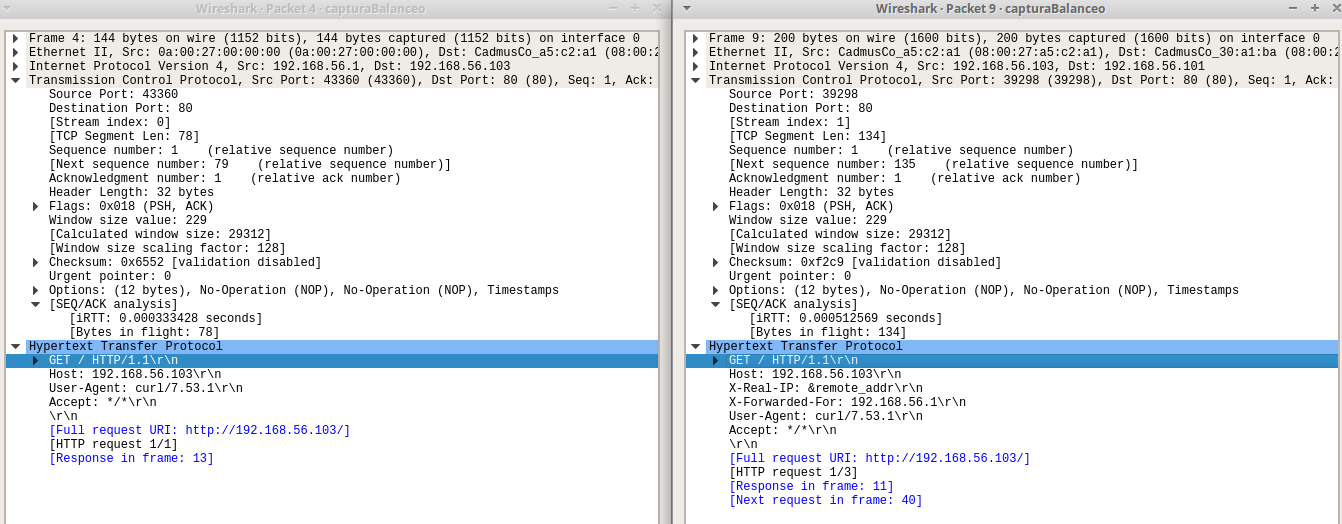 Wireshark · Packet 4 · capturaBalanceo
Frame 4: 144 bytes on wire (1152 bits), 144 bytes captured (1152 bits) on interface 0
Ethernet II, Src: 0a:00:27:00:00:00 (0a:00:27:00:00:00), Dst: CadmusCo_a5:c2:a1 (08:00:2
Internet Protocol Version 4, Src: 192.168.56.1, Dst: 192.168.56.103
Transmission Control Protocol, Src Port: 43360 (43360), Dst Port: 80 (80), Seq: 1, Ack:
Source Port: 43360
Destination Port: 80
[Stream index: 0]
[TCP Segment Len: 78]
Sequence number: 1    (relative sequence number)
[Next sequence number: 79    (relative sequence number)]
Acknowledgment number: 1    (relative ack number)
Header Length: 32 bytes
Flags: 0x018 (PSH, ACK)
Window size value: 229
[Calculated window size: 29312]
[Window size scaling factor: 128]
Checksum: 0x6552 [validation disabled]
Urgent pointer: 0
Options: (12 bytes), No-Operation (NOP), No-Operation (NOP), Timestamps
[SEQ/ACK analysis]
[iRTT: 0.000333428 seconds]
[Bytes in flight: 78]
Hypertext Transfer Protocol
GET / HTTP/1.1\r\n
Host: 192.168.56.103\r\n
User-Agent: curl/7.53.1\r\n
Accept: */*\r\n
\r\n
[Full request URI: http://192.168.56.103/]
[HTTP request 1/1]
[Response in frame: 13]
Wireshark · Packet 9 · capturaBalanceo
Frame 9: 200 bytes on wire (1600 bits), 200 bytes captured (1600 bits) on interface 0
Ethernet II, Src: CadmusCo_a5:c2:a1 (08:00:27:a5:c2:a1), Dst: CadmusCo_30:a1:ba (08:00:2
Internet Protocol Version 4, Src: 192.168.56.103, Dst: 192.168.56.101
Transmission Control Protocol, Src Port: 39298 (39298), Dst Port: 80 (80), Seq: 1, Ack:
Source Port: 39298
Destination Port: 80
[Stream index: 1]
[TCP Segment Len: 134]
Sequence number: 1    (relative sequence number)
[Next sequence number: 135    (relative sequence number)]
Acknowledgment number: 1    (relative ack number)
Header Length: 32 bytes
Flags: 0x018 (PSH, ACK)
Window size value: 229
[Calculated window size: 29312]
[Window size scaling factor: 128]
Checksum: 0xf2c9 [validation disabled]
Urgent pointer: 0
Options: (12 bytes), No-Operation (NOP), No-Operation (NOP), Timestamps
[SEQ/ACK analysis]
[iRTT: 0.000512569 seconds]
[Bytes in flight: 134]
Hypertext Transfer Protocol
GET / HTTP/1.1\r\n
Host: 192.168.56.103\r\n
X-Real-IP: &remote_addr\r\n
X-Forwarded-For: 192.168.56.1\r\n
User-Agent: curl/7.53.1\r\n
Accept: */*\r\n
\r\n
[Full request URI: http://192.168.56.103/]
[HTTP request 1/3]
[Response in frame: 11]
[Next request in frame: 40]